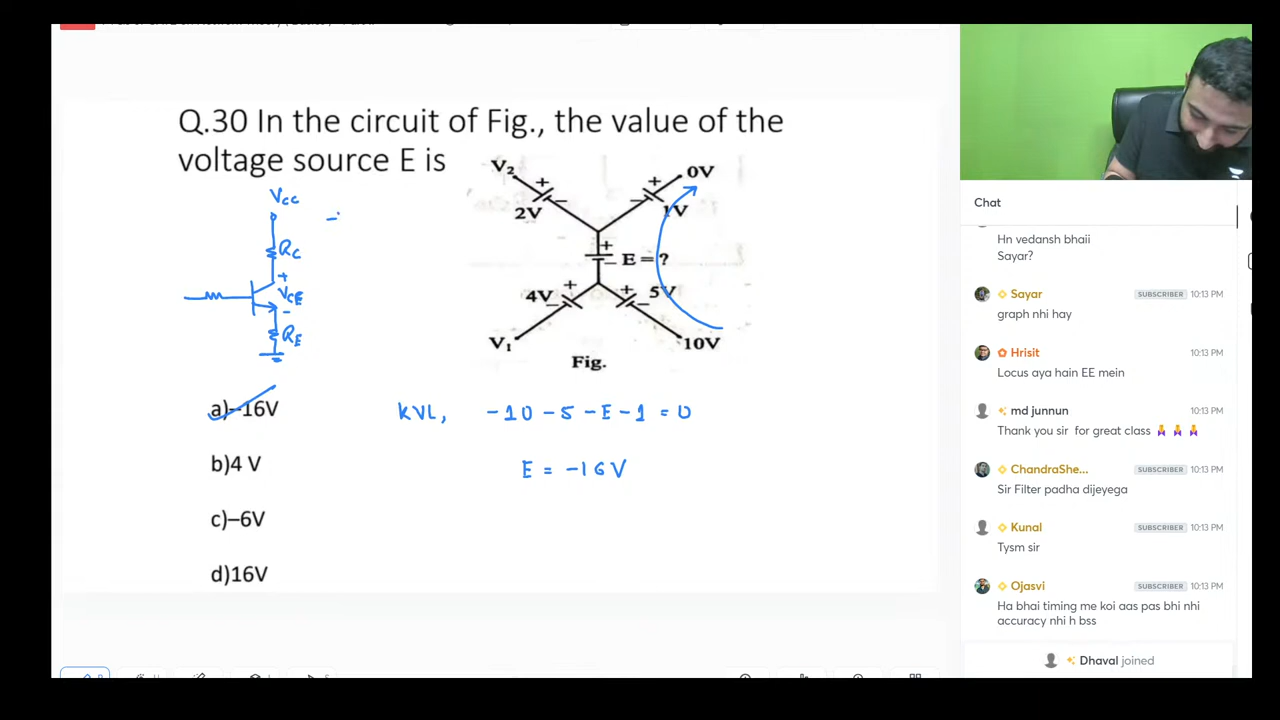 Q.30 In the circuit of Fig., the value of the
voltage source E is
V2
+
–
2V
0V
+
–
1V
+
–
E = ?
4V
+
–
+
–
5V
V1
10V
Fig.
VCC
RC
+
VCE
-
RE
a)–16V
b)4 V
c)–6V
d)16V
KVL, -10 - 5 - E - 1 = 0
E = -16V
Chat
Hn vedansh bhaii
Sayar?
Sayar SUBSCRIBER 10:13 PM
graph nhi hay
Hrisit 10:13 PM
Locus aya hain EE mein
md junnun 10:13 PM
Thank you sir for great class
ChandraShe... SUBSCRIBER 10:13 PM
Sir Filter padha dijeyega
Kunal SUBSCRIBER 10:13 PM
Tysm sir
Ojasvi SUBSCRIBER 10:13 PM
Ha bhai timing me koi aas pas bhi nhi
accuracy nhi h bss
Dhaval joined